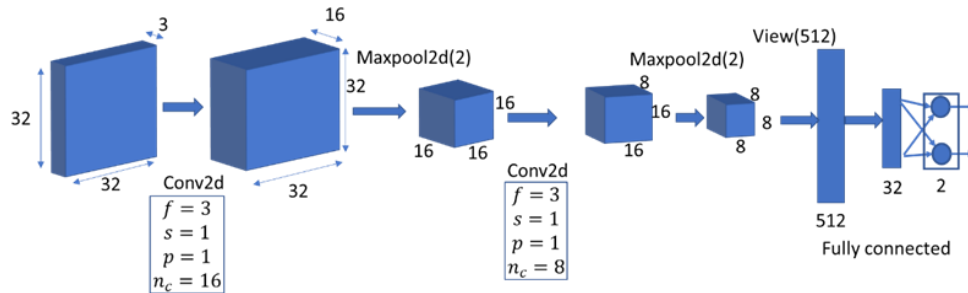 3
32
32
Conv2d
f = 3
s = 1
p = 1
n_c = 16
16
32
32
Maxpool2d(2)
16
16
16
Conv2d
f = 3
s = 1
p = 1
n_c = 8
8
16
16
Maxpool2d(2)
8
8
8
View(512)
512
32
2
Fully connected